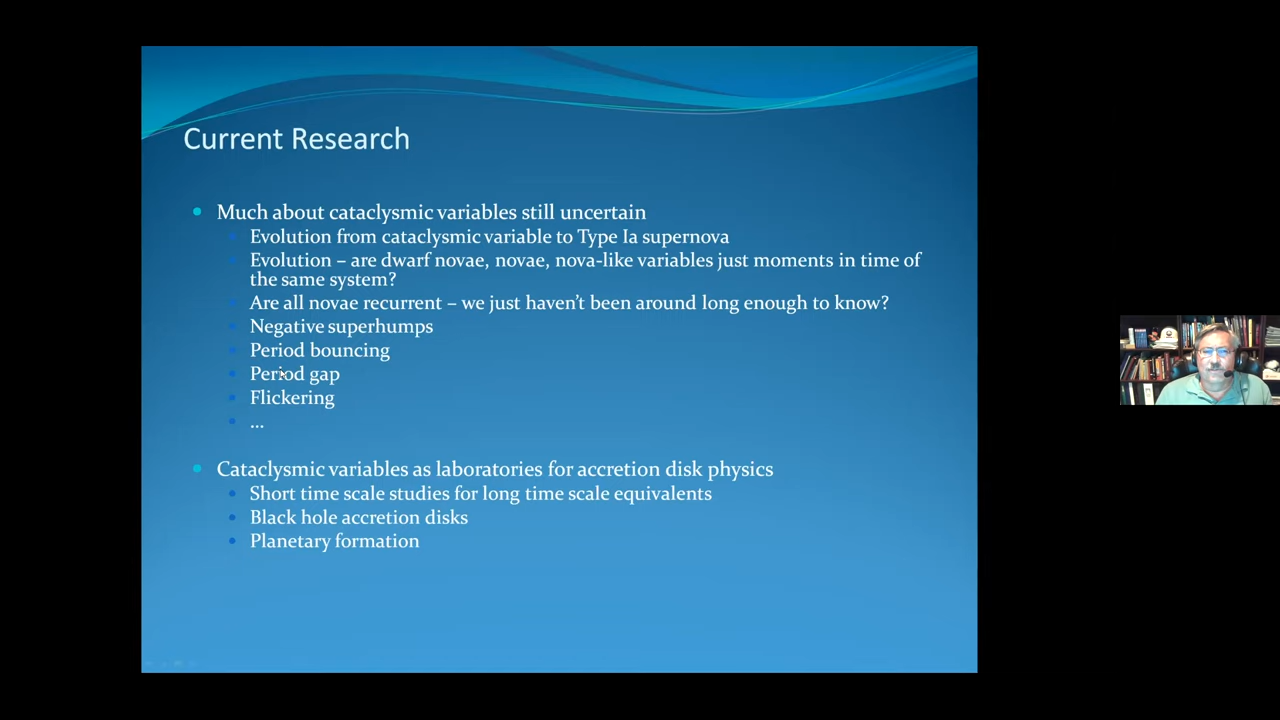 Current Research
Much about cataclysmic variables still uncertain
Evolution from cataclysmic variable to Type Ia supernova
Evolution – are dwarf novae, novae, nova-like variables just moments in time of
the same system?
Are all novae recurrent – we just haven’t been around long enough to know?
Negative superhumps
Period bouncing
Period gap
Flickering
...
Cataclysmic variables as laboratories for accretion disk physics
Short time scale studies for long time scale equivalents
Black hole accretion disks
Planetary formation